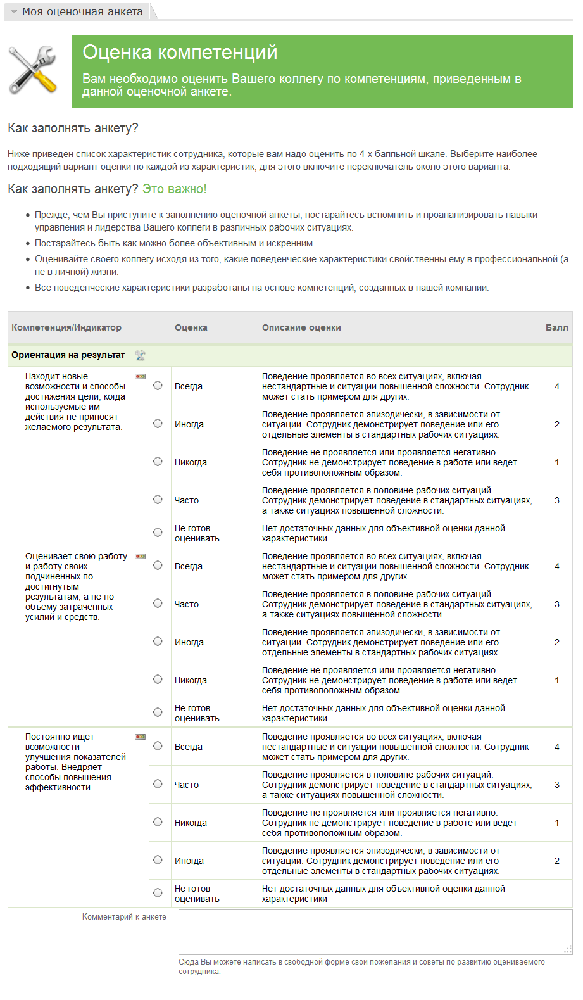 Моя оценочная анкета
Оценка компетенций
Вам необходимо оценить Вашего коллегу по компетенциям, приведенным в
данной оценочной анкете.
Как заполнять анкету?
Ниже приведен список характеристик сотрудника, которые вам надо оценить по 4-х балльной шкале. Выберите наиболее
подходящий вариант оценки по каждой из характеристик, для этого включите переключатель около этого варианта.
Как заполнять анкету? Это важно!
Прежде, чем Вы приступите к заполнению оценочной анкеты, постарайтесь вспомнить и проанализировать навыки
управления и лидерства Вашего коллеги в различных рабочих ситуациях.
Постарайтесь быть как можно более объективным и искренним.
Оценивайте своего коллегу исходя из того, какие поведенческие характеристики свойственны ему в профессиональной (а
не в личной) жизни.
Все поведенческие характеристики разработаны на основе компетенций, созданных в нашей компании.
Компетенция/Индикатор Оценка Описание оценки Балл
Ориентация на результат
Находит новые
возможности и способы
достижения цели, когда
используемые им
действия не приносят
желаемого результата.
Всегда
Поведение проявляется во всех ситуациях, включая
нестандартные и ситуации повышенной сложности. Сотрудник
может стать примером для других.
4
Иногда
Поведение проявляется эпизодически, в зависимости от
ситуации. Сотрудник демонстрирует поведение или его
отдельные элементы в стандартных рабочих ситуациях.
2
Никогда
Поведение не проявляется или проявляется негативно.
Сотрудник не демонстрирует поведение в работе или ведет
себя противоположным образом.
1
Часто
Поведение проявляется в половине рабочих ситуаций.
Сотрудник демонстрирует поведение в стандартных ситуациях,
а также ситуациях повышенной сложности.
3
Не готов
оценивать
Нет достаточных данных для объективной оценки данной
характеристики
Оценивает свою работу
и работу своих
подчиненных по
достигнутым
результатам, а не по
объему затраченных
усилий и средств.
Всегда
Поведение проявляется во всех ситуациях, включая
нестандартные и ситуации повышенной сложности. Сотрудник
может стать примером для других.
4
Часто
Поведение проявляется в половине рабочих ситуаций.
Сотрудник демонстрирует поведение в стандартных ситуациях,
а также ситуациях повышенной сложности.
3
Иногда
Поведение проявляется эпизодически, в зависимости от
ситуации. Сотрудник демонстрирует поведение или его
отдельные элементы в стандартных рабочих ситуациях.
2
Никогда
Поведение не проявляется или проявляется негативно.
Сотрудник не демонстрирует поведение в работе или ведет
себя противоположным образом.
1
Не готов
оценивать
Нет достаточных данных для объективной оценки данной
характеристики
Постоянно ищет
возможности
улучшения показателей
работы. Внедряет
способы повышения
эффективности.
Всегда
Поведение проявляется во всех ситуациях, включая
нестандартные и ситуации повышенной сложности. Сотрудник
может стать примером для других.
4
Часто
Поведение проявляется в половине рабочих ситуаций.
Сотрудник демонстрирует поведение в стандартных ситуациях,
а также ситуациях повышенной сложности.
3
Никогда
Поведение не проявляется или проявляется негативно.
Сотрудник не демонстрирует поведение в работе или ведет
себя противоположным образом.
1
Иногда
Поведение проявляется эпизодически, в зависимости от
ситуации. Сотрудник демонстрирует поведение или его
отдельные элементы в стандартных рабочих ситуациях.
2
Не готов
оценивать
Нет достаточных данных для объективной оценки данной
характеристики
Комментарий к анкете
Сюда Вы можете написать в свободной форме свои пожелания и советы по развитию оцениваемого
сотрудника.